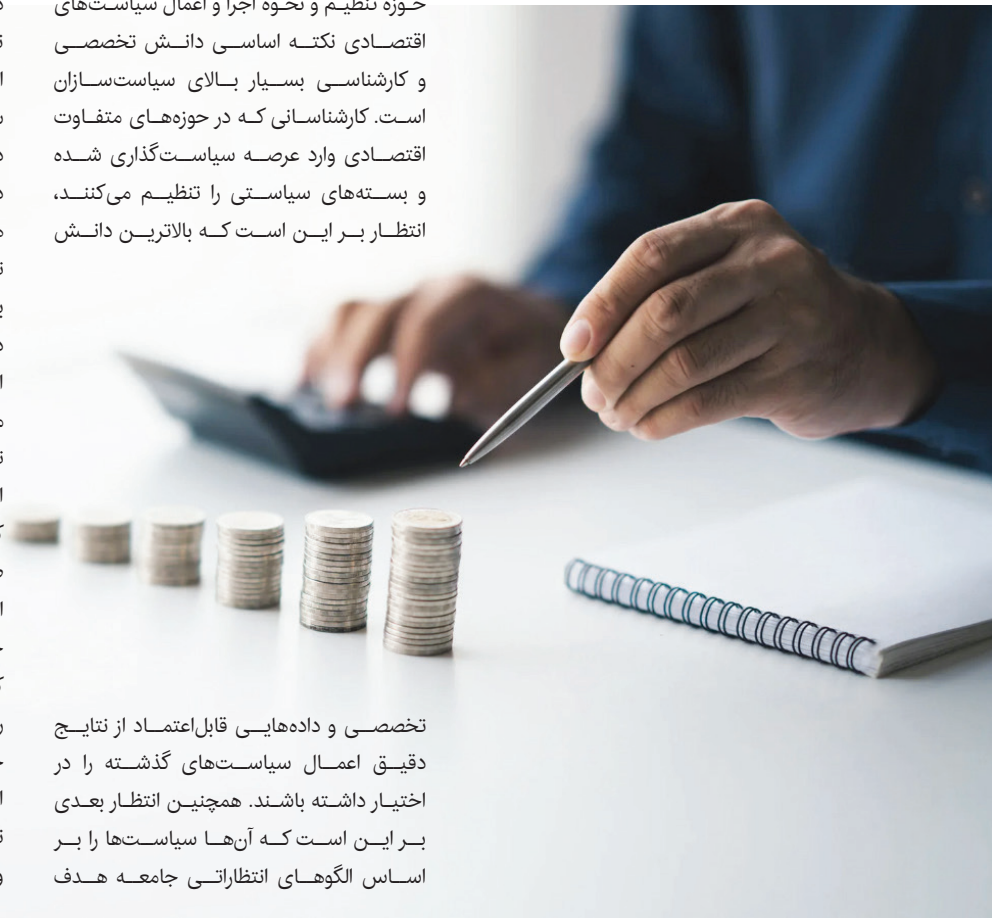 حوزه تنظیم و نحوه اجرا و اعمال سیاست‌های
اقتصادی نکته اساسی دانش تخصصی
و کارشناسی بسیار بالای سیاست‌سازان
است. کارشناسانی که در حوزه‌های متفاوت
اقتصادی وارد عرصه سیاست‌گذاری شده
و بسته‌های سیاستی را تنظیم می‌کنند،
انتظار بر این است که بالاترین دانش
تخصصی و داده‌هایی قابل‌اعتماد از نتایج
دقیق اعمال سیاست‌های گذشته را در
اختیار داشته باشند. همچنین انتظار بعدی
بر این است که آن‌ها سیاست‌ها را بر
اساس الگوهای انتظاراتی جامعه هدف